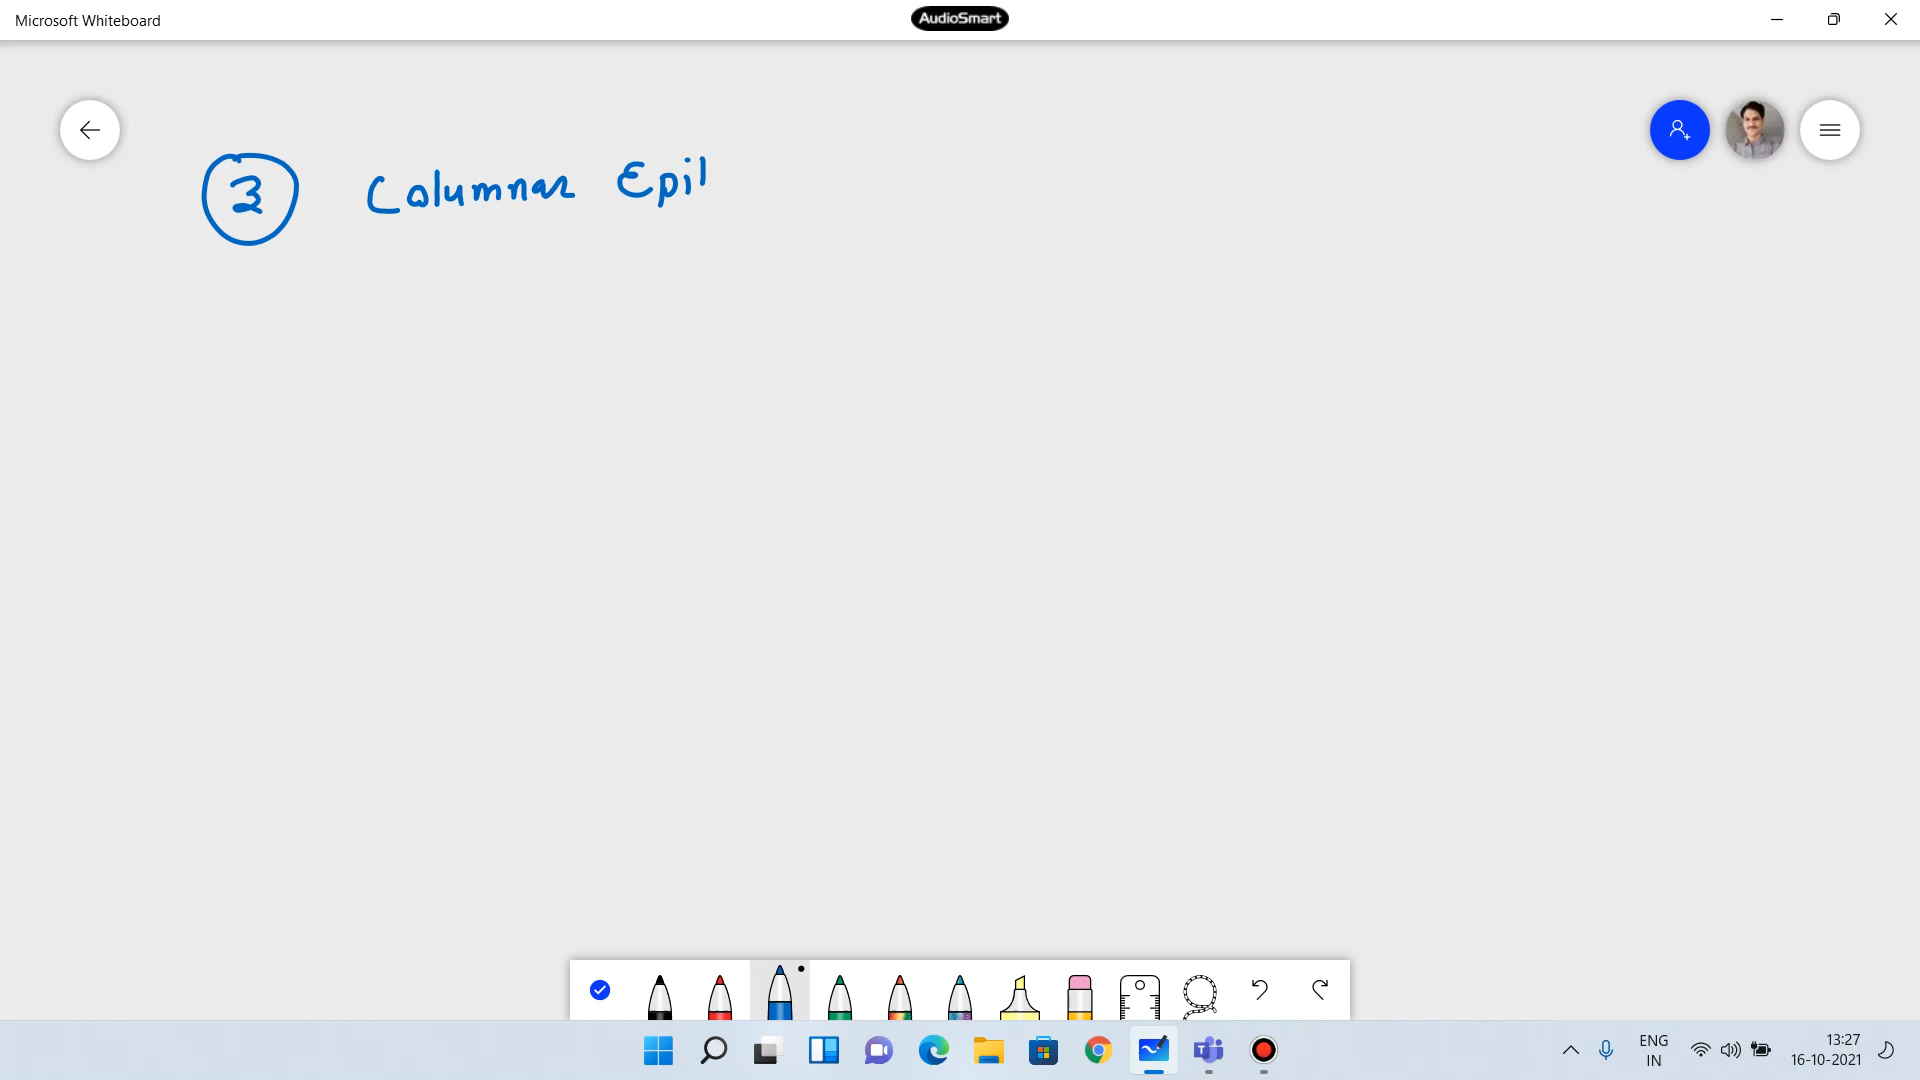 Microsoft Whiteboard
AudioSmart
3 Columnar Epil
ENG
IN
13:27
16-10-2021